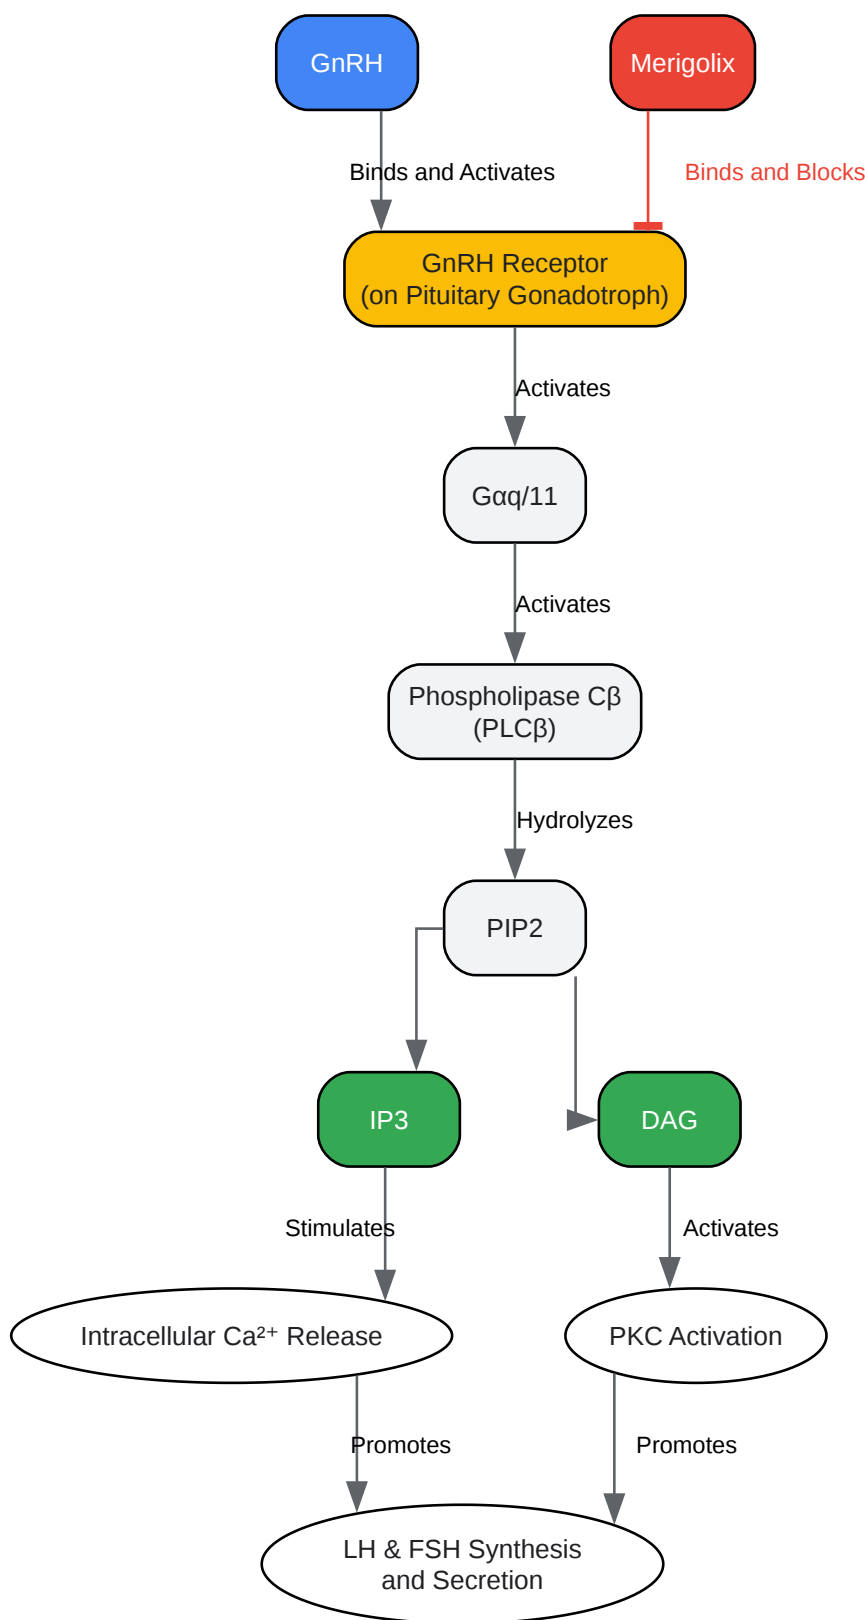 GnRH
Merigolix
Binds and Activates
Binds and Blocks
GnRH Receptor
(on Pituitary Gonadotroph)
Activates
Gαq/11
Activates
Phospholipase Cβ
(PLCβ)
Hydrolyzes
PIP2
IP3
DAG
Stimulates
Activates
Intracellular Ca²⁺ Release
PKC Activation
Promotes
Promotes
LH & FSH Synthesis
and Secretion